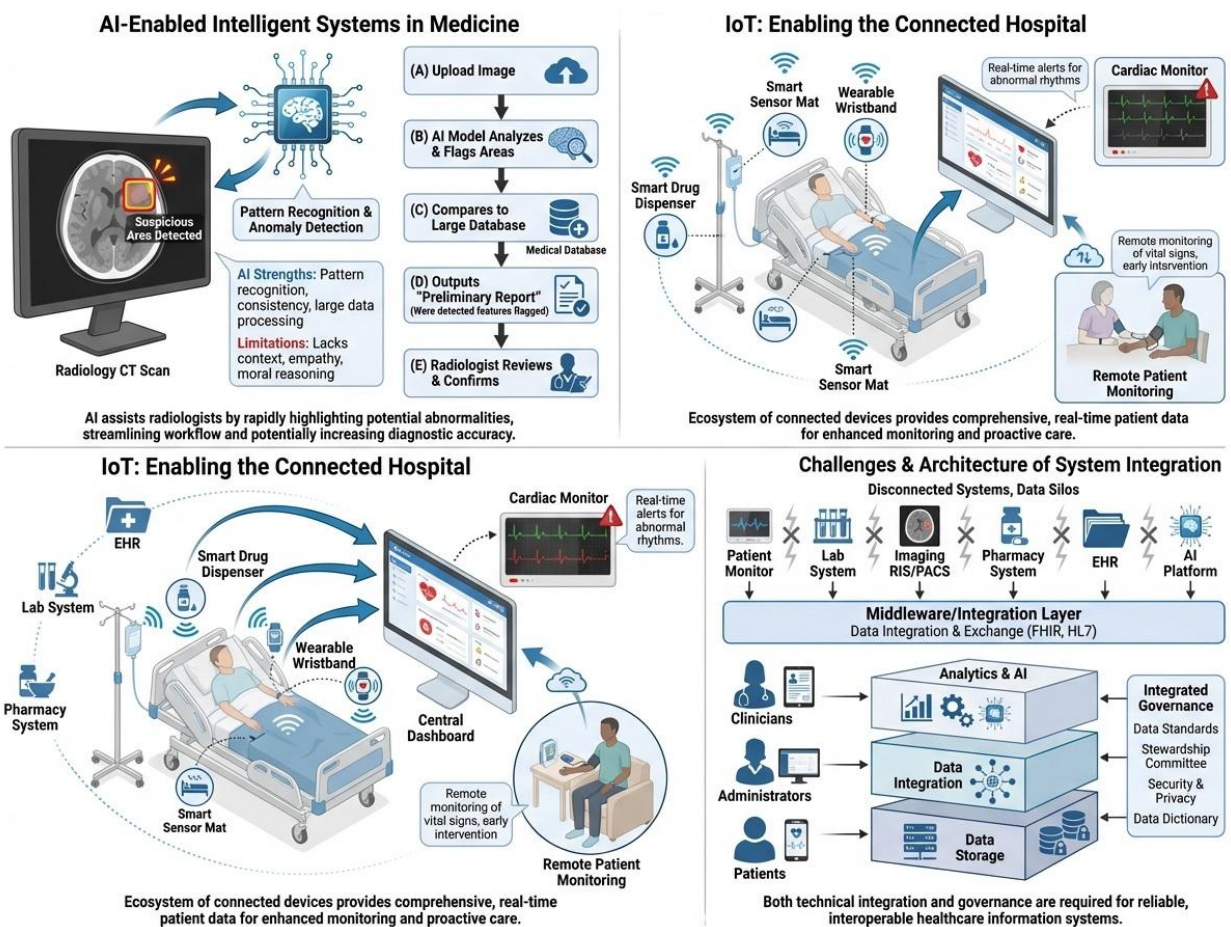 AI-Enabled Intelligent Systems in Medicine
Suspicious
Ares Detected
Radiology CT Scan
Pattern Recognition &
Anomaly Detection
AI Strengths: Pattern
recognition,
consistency, large data
processing
Limitations: Lacks
context, empathy,
moral reasoning
(A) Upload Image
(B) AI Model Analyzes
& Flags Areas
(C) Compares to
Large Database
Medical Database
(D) Outputs
"Preliminary Report"
(Were detected features Ragged)
(E) Radiologist Reviews
& Confirms
AI assists radiologists by rapidly highlighting potential abnormalities,
streamlining workflow and potentially increasing diagnostic accuracy.
IoT: Enabling the Connected Hospital
Smart
Sensor Mat
Wearable
Wristband
Real-time alerts for
abnormal rhythms
Cardiac Monitor
Smart Drug
Dispenser
Smart
Sensor Mat
Remote monitoring
of vital signs,
early intsrvention
Remote Patient
Monitoring
Ecosystem of connected devices provides comprehensive, real-time patient data
for enhanced monitoring and proactive care.
IoT: Enabling the Connected Hospital
EHR
Lab System
Pharmacy
System
Smart Drug
Dispenser
Wearable
Wristband
Smart
Sensor Mat
Central
Dashboard
Cardiac Monitor
Real-time
alerts for
abnormal
rhythms.
Remote
monitoring of
vital signs, early
intervention
Remote Patient
Monitoring
Ecosystem of connected devices provides comprehensive, real-time
patient data for enhanced monitoring and proactive care.
Challenges & Architecture of System Integration
Disconnected Systems, Data Silos
Patient
Monitor
Lab
System
Imaging
RIS/PACS
Pharmacy
System
EHR
AI
Platform
Middleware/Integration Layer
Data Integration & Exchange (FHIR, HL7)
Clinicians
Administrators
Patients
Analytics & AI
Data
Integration
Data
Storage
Integrated
Governance
Data Standards
Stewardship
Committee
Security &
Privacy
Data Dictionary
Both technical integration and governance are required for reliable,
interoperable healthcare information systems.